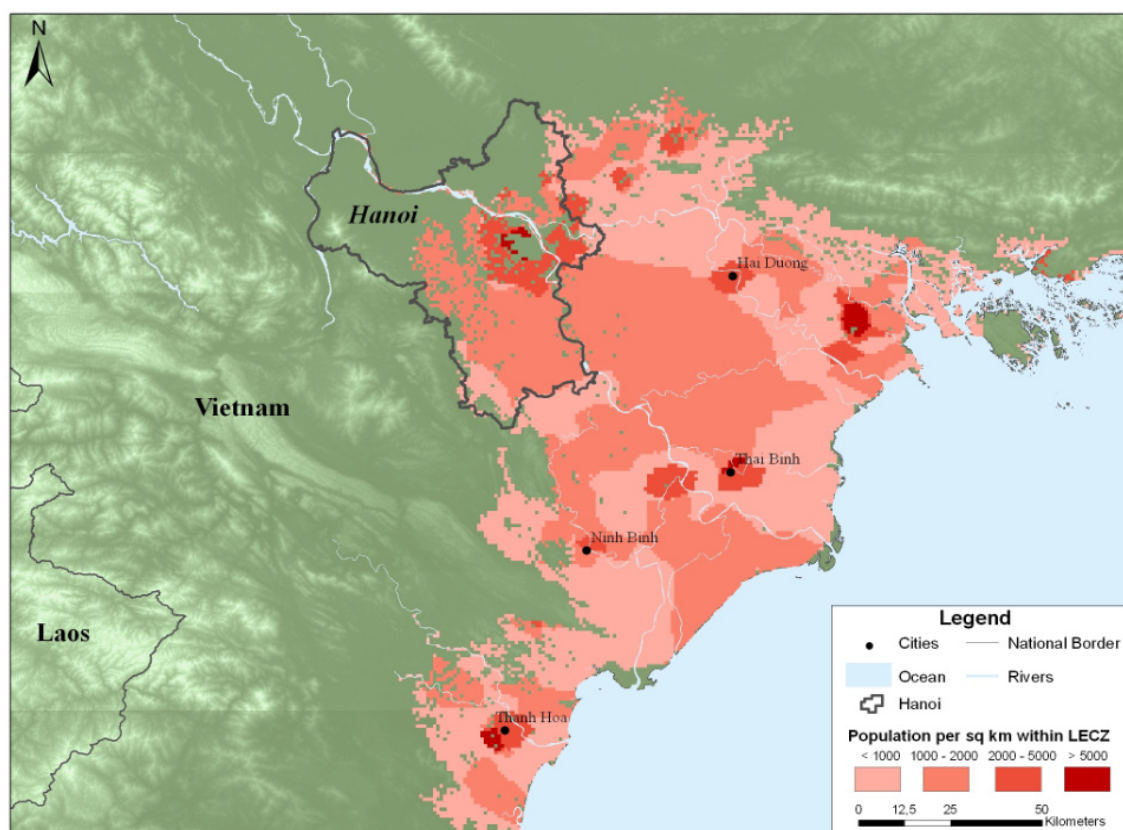 N
Hanoi
Hai Duong
Vietnam
Thai Binh
Ninh Binh
Laos
Thanh Hoa
Legend
Cities
National Border
Ocean
Rivers
Hanoi
Population per sq km within LECZ
< 1000 1000 - 2000 2000 - 5000 > 5000
0 12,5 25 50
Kilometers